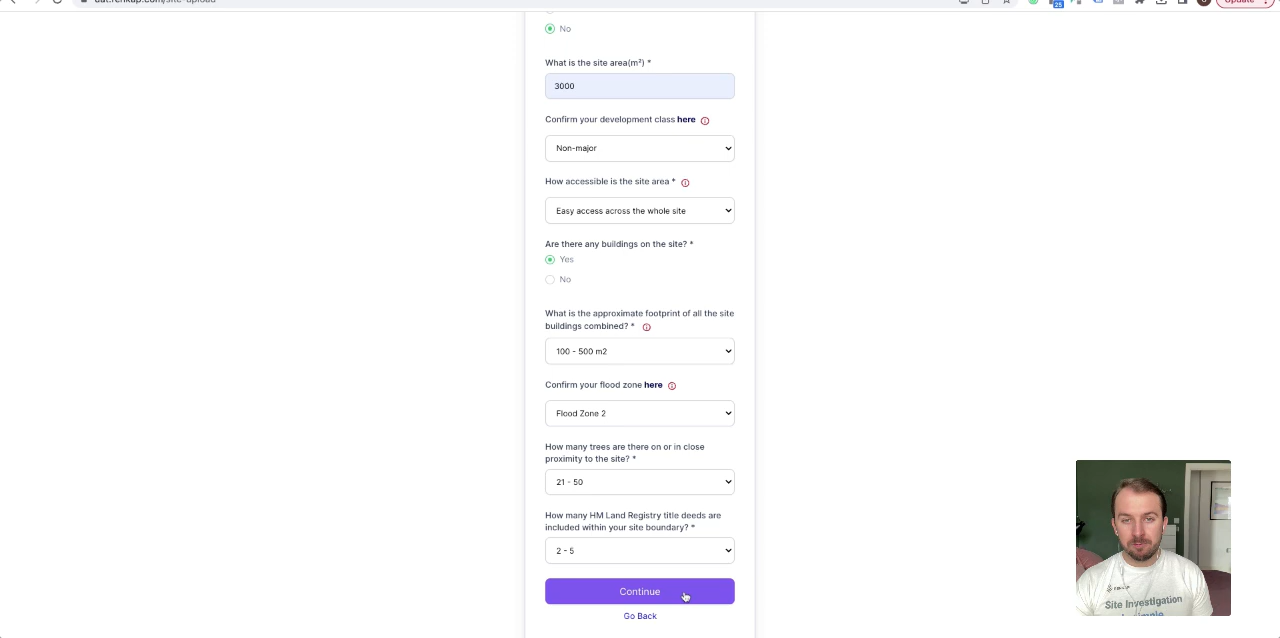 25
Update
No
What is the site area(m²) *
3000
Confirm your development class here
Non-major
How accessible is the site area *
Easy access across the whole site
Are there any buildings on the site? *
Yes
No
What is the approximate footprint of all the site
buildings combined? *
100 - 500 m2
Confirm your flood zone here
Flood Zone 2
How many trees are there on or in close
proximity to the site? *
21 - 50
How many HM Land Registry title deeds are
included within your site boundary? *
2 - 5
Continue
Go Back
Site Investigation